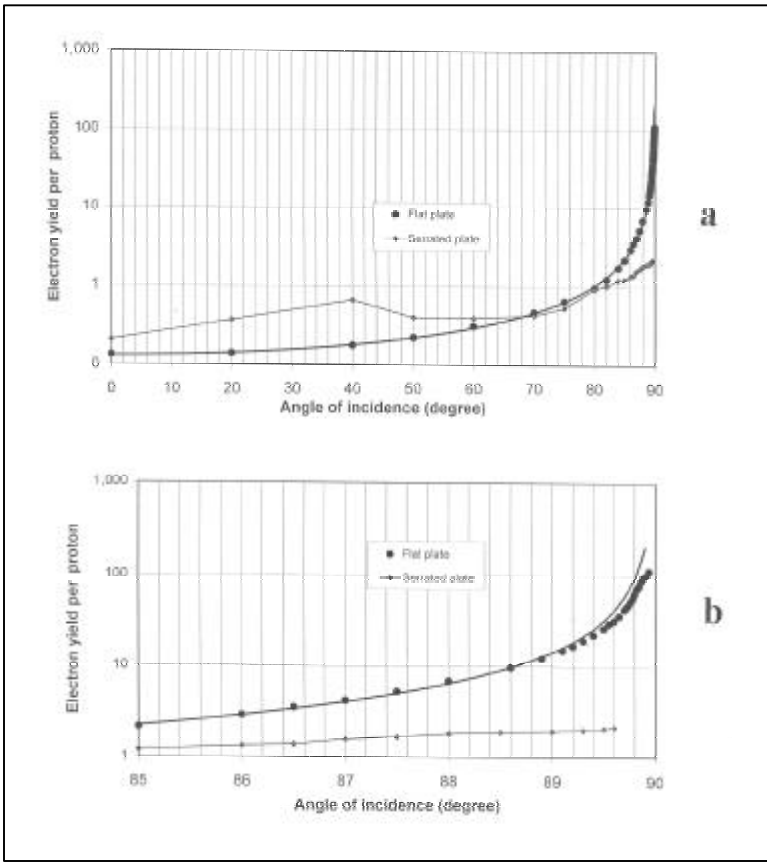 1,000
100
10
1
0
Electron yield per proton
Flat plate
Serrated plate
0 10 20 30 40 50 60 70 80 90
Angle of incidence (degree)
a
1,000
100
10
1
Electron yield per proton
Flat plate
Serrated plate
85 86 87 88 89 90
Angle of incidence (degree)
b